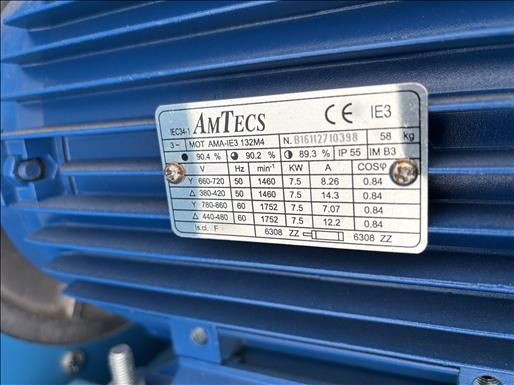 IEC34-1 AMTECS CE IE3
3~ MOT AMA-IE3 132M4 N. B16112710398 58 kg
90.4 % 90.2 % 89.3 % IP 55 IM B3
V Hz min⁻¹ KW A COSφ
Y 660-720 50 1460 7.5 8.26 0.84
Δ 380-420 50 1460 7.5 14.3 0.84
Y 780-860 60 1752 7.5 7.07 0.84
Δ 440-480 60 1752 7.5 12.2 0.84
Is.cl. F 6308 ZZ 6308 ZZ